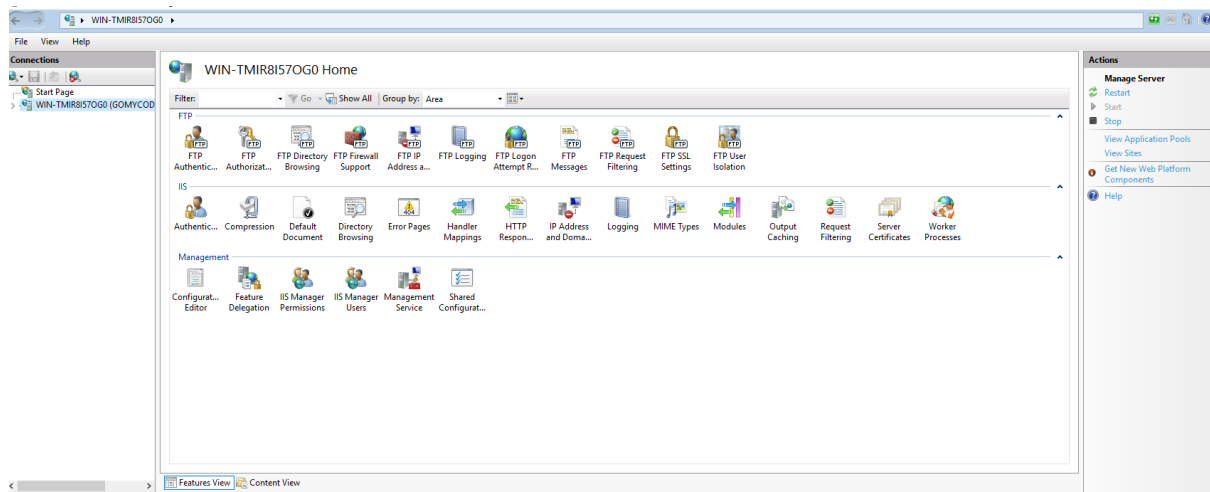 WIN-TMIR8I57OG0
File View Help
Connections
Start Page
WIN-TMIR8I57OG0 (GOMYCOD
WIN-TMIR8I57OG0 Home
Filter: Go Show All Group by: Area
FTP
FTP Authentic...
FTP Authorizat...
FTP Directory Browsing
FTP Firewall Support
FTP IP Address a...
FTP Logging
FTP Logon Attempt R...
FTP Messages
FTP Request Filtering
FTP SSL Settings
FTP User Isolation
IIS
Authentic...
Compression
Default Document
Directory Browsing
Error Pages
Handler Mappings
HTTP Respon...
IP Address and Doma...
Logging
MIME Types
Modules
Output Caching
Request Filtering
Server Certificates
Worker Processes
Management
Configurat... Editor
Feature Delegation
IIS Manager Permissions
IIS Manager Users
Management Service
Shared Configurat...
Features View Content View
Actions
Manage Server
Restart
Start
Stop
View Application Pools
View Sites
Get New Web Platform
Components
Help